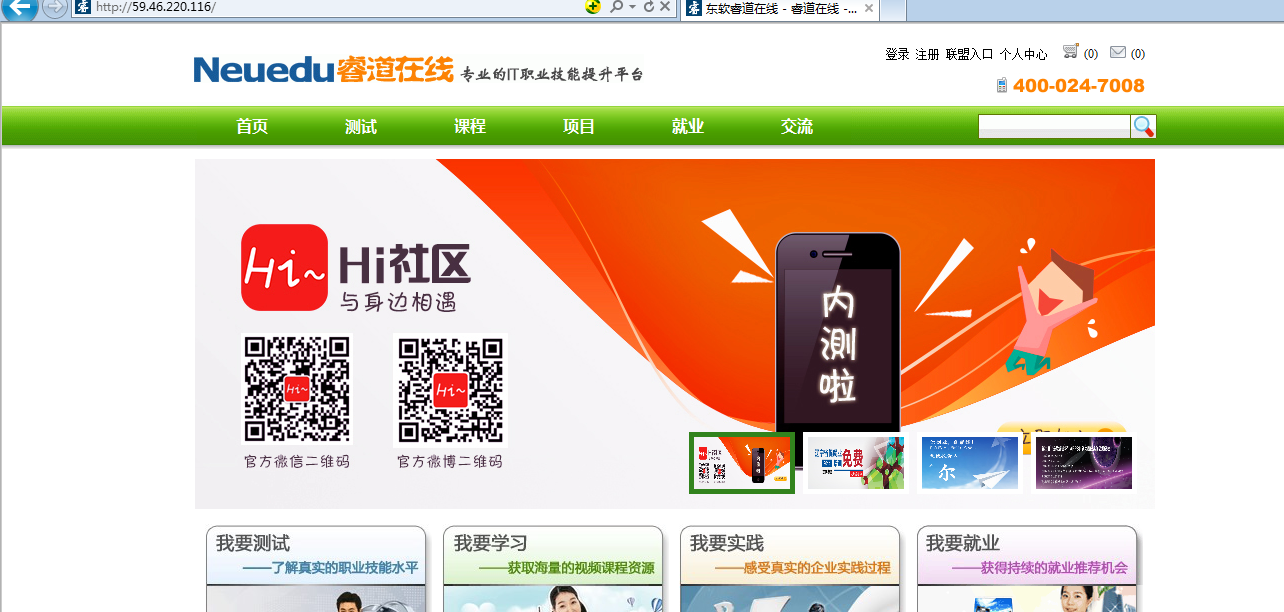 http://59.46.220.116/
东软睿道在线 - 睿道在线 -...
登录 注册 联盟入口 个人中心 (0) (0)
Neuedu睿道在线 专业的IT职业技能提升平台
400-024-7008
首页 测试 课程 项目 就业 交流
Hi~ Hi社区
与身边相遇
内测啦
Hi~ Hi~
官方微信二维码 官方微博二维码
免费
尔
我要测试 我要学习 我要实践 我要就业
——了解真实的职业技能水平 ——获取海量的视频课程资源 ——感受真实的企业实践过程 ——获得持续的就业推荐机会